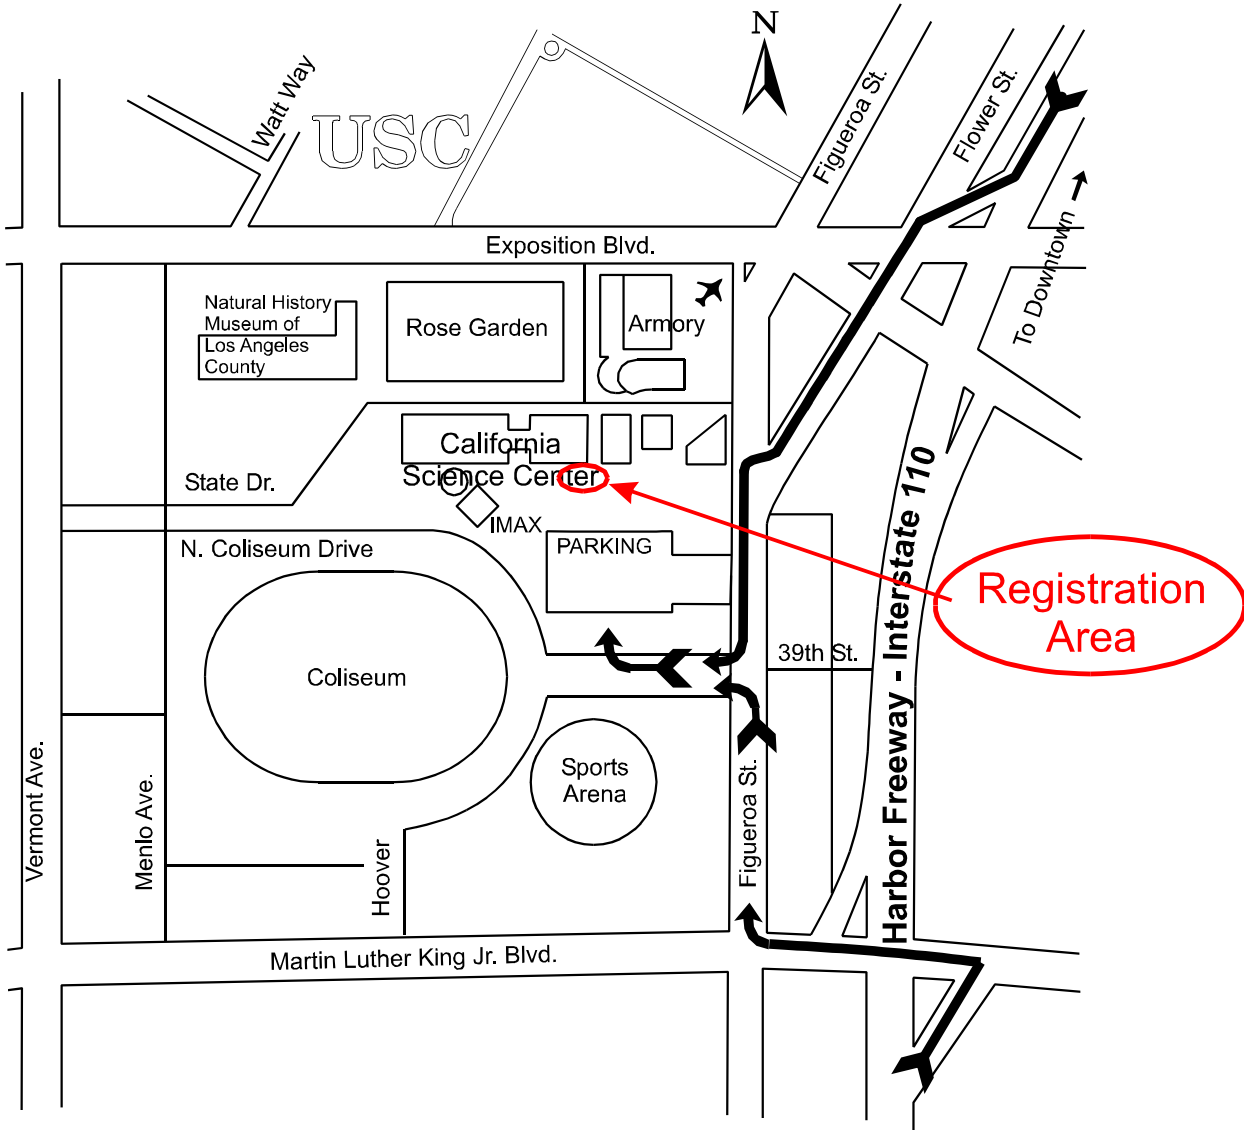 N
Watt Way
USC
Figueroa St.
Flower St.
Exposition Blvd.
To Downtown
Natural History
Museum of
Los Angeles
County
Rose Garden
Armory
California
Science Center
State Dr.
IMAX
N. Coliseum Drive
PARKING
Registration
Area
Harbor Freeway - Interstate 110
39th St.
Coliseum
Sports
Arena
Vermont Ave.
Menlo Ave.
Hoover
Figueroa St.
Martin Luther King Jr. Blvd.